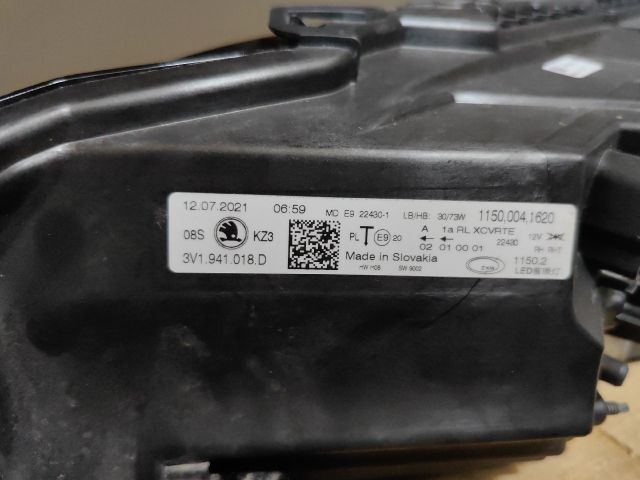 12.07.2021 06:59 MD E9 22430-1 LB/HB: 30/73W 1150.004.1620
08S KZ3 PL T E9 20 A 1a RL XCVRTE 12V
02 01 00 01 22430 RH RHT
3V1.941.018.D Made in Slovakia 1150.2
HW H08 SW 9002 LED